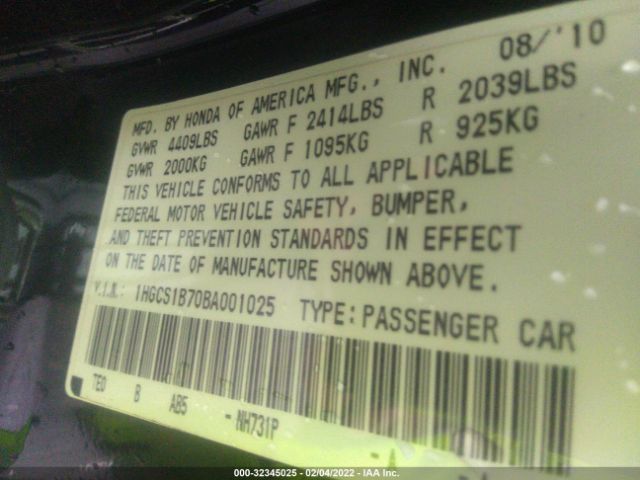 08/'10
MFD. BY HONDA OF AMERICA MFG., INC.
GVWR 4409LBS GAWR F 2414LBS R 2039LBS
GVWR 2000KG GAWR F 1095KG R 925KG
THIS VEHICLE CONFORMS TO ALL APPLICABLE
FEDERAL MOTOR VEHICLE SAFETY, BUMPER,
AND THEFT PREVENTION STANDARDS IN EFFECT
ON THE DATE OF MANUFACTURE SHOWN ABOVE.
V.I.N.: 1HGCS1B70BA001025 TYPE:PASSENGER CAR
TE0 B AB5 - NH731P - A
000-32345025 - 02/04/2022 - IAA Inc.